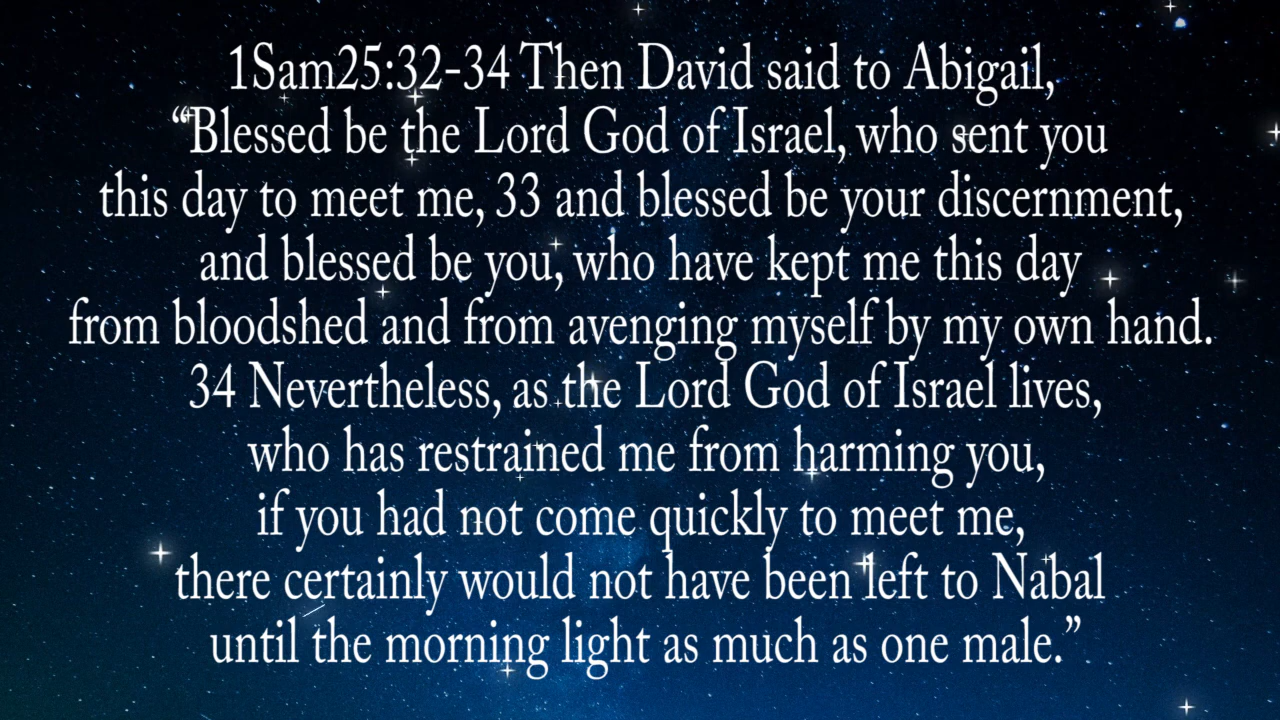 1Sam25:32-34 Then David said to Abigail,
“Blessed be the Lord God of Israel, who sent you
this day to meet me, 33 and blessed be your discernment,
and blessed be you, who have kept me this day
from bloodshed and from avenging myself by my own hand.
34 Nevertheless, as the Lord God of Israel lives,
who has restrained me from harming you,
if you had not come quickly to meet me,
there certainly would not have been left to Nabal
until the morning light as much as one male.”